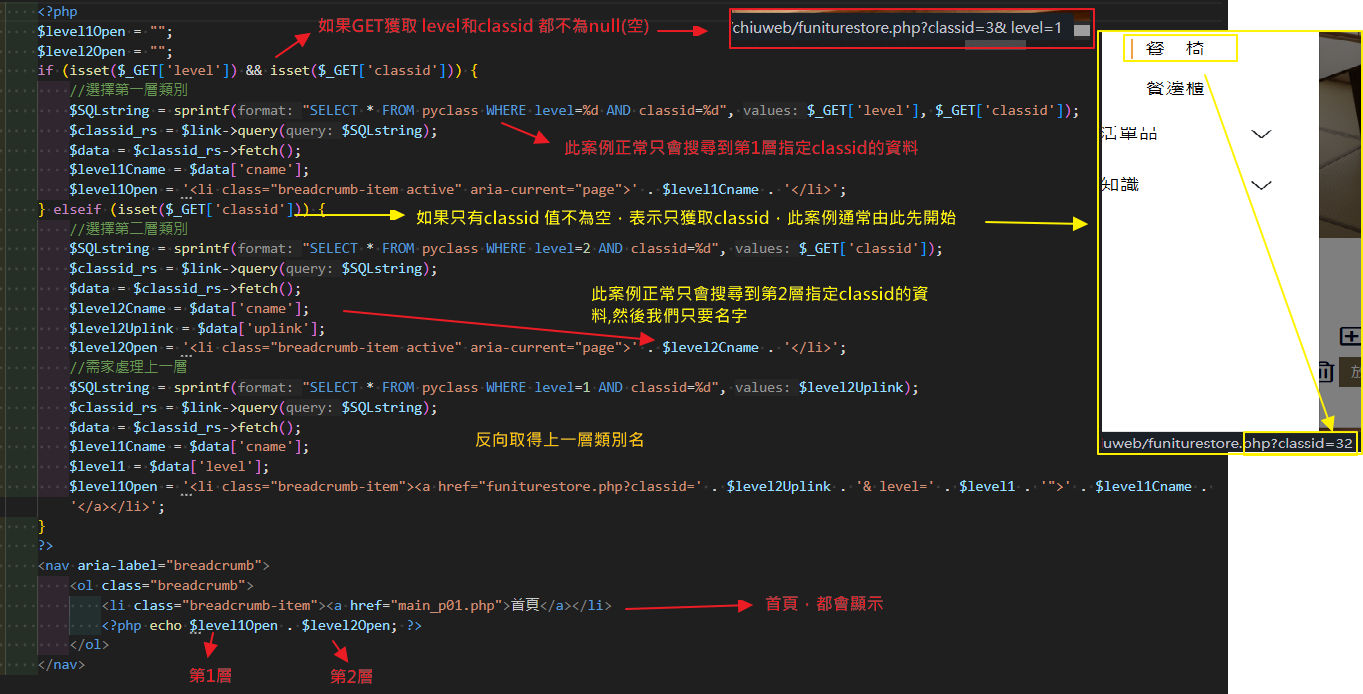 <?php
$level1Open = "";
$level2Open = "";
if (isset($_GET['level']) && isset($_GET['classid'])) {
//選擇第一層類別
$SQLstring = sprintf(format: "SELECT * FROM pyclass WHERE level=%d AND classid=%d", values: $_GET['level'], $_GET['classid']);
$classid_rs = $link->query(query: $SQLstring);
$data = $classid_rs->fetch();
$level1Cname = $data['cname'];
$level1Open = '<li class="breadcrumb-item active" aria-current="page">' . $level1Cname . '</li>';
} elseif (isset($_GET['classid'])) {
//選擇第二層類別
$SQLstring = sprintf(format: "SELECT * FROM pyclass WHERE level=2 AND classid=%d", values: $_GET['classid']);
$classid_rs = $link->query(query: $SQLstring);
$data = $classid_rs->fetch();
$level2Cname = $data['cname'];
$level2Uplink = $data['uplink'];
$level2Open = '<li class="breadcrumb-item active" aria-current="page">' . $level2Cname . '</li>';
//需家處理上一層
$SQLstring = sprintf(format: "SELECT * FROM pyclass WHERE level=1 AND classid=%d", values: $level2Uplink);
$classid_rs = $link->query(query: $SQLstring);
$data = $classid_rs->fetch();
$level1Cname = $data['cname'];
$level1 = $data['level'];
$level1Open = '<li class="breadcrumb-item"><a href="funiturestore.php?classid=' . $level2Uplink . '& level=' . $level1 . '">' . $level1Cname .
'</a></li>';
}
?>
<nav aria-label="breadcrumb">
<ol class="breadcrumb">
<li class="breadcrumb-item"><a href="main_p01.php">首頁</a></li>
<?php echo $level1Open . $level2Open; ?>
</ol>
</nav>
如果GET獲取 level和classid 都不為null(空)
chiuweb/funiturestore.php?classid=3& level=1
此案例正常只會搜尋到第1層指定classid的資料
如果只有classid 值不為空，表示只獲取classid，此案例通常由此先開始
此案例正常只會搜尋到第2層指定classid的資
料,然後我們只要名字
反向取得上一層類別名
首頁，都會顯示
第1層
第2層
餐 椅
餐邊櫃
單品
知識
放
uweb/funiturestore.php?classid=32